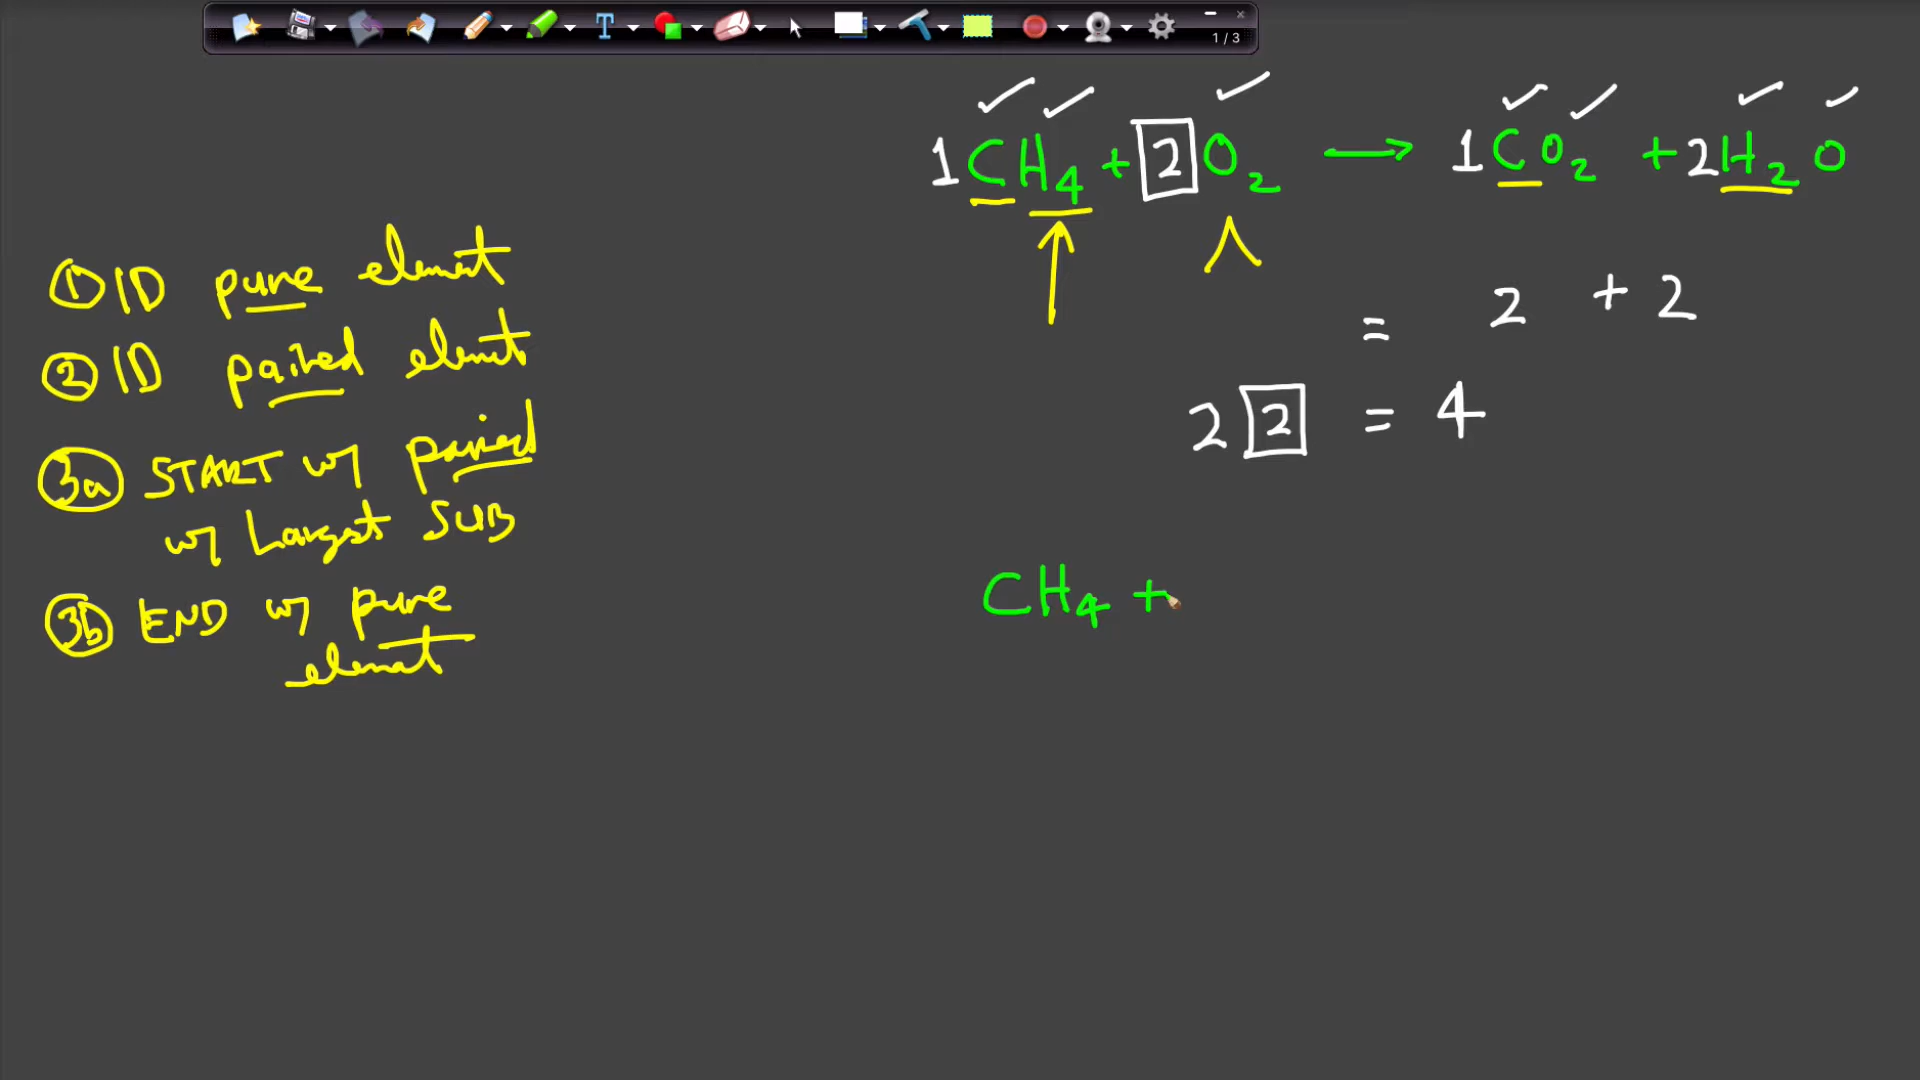 T
1 / 3
1CH₄ + 2O₂ → 1CO₂ + 2H₂O
= 2 + 2
2 2 = 4
① ID pure element
② ID paired element
③a START w/ paired
w/ Largest SUB
③b END w/ pure
element
CH₄ +